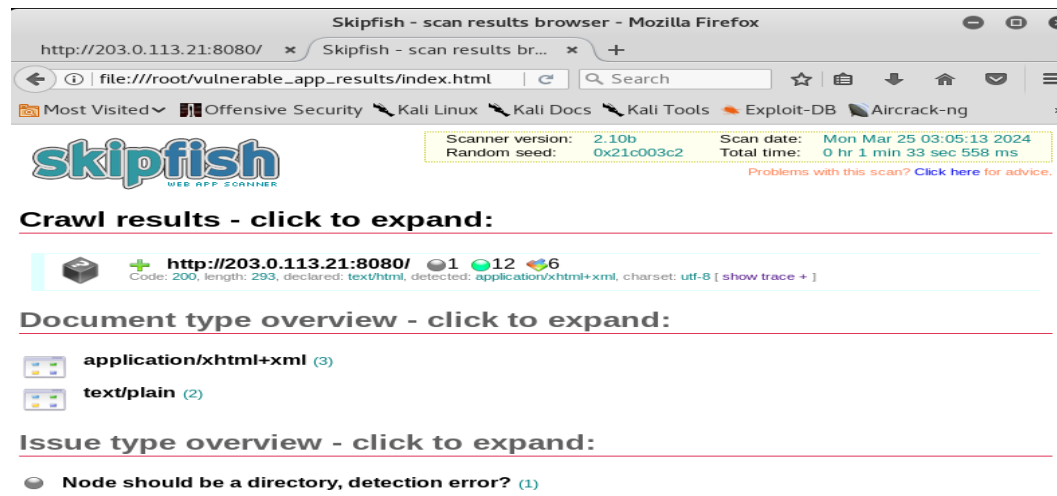 Skipfish - scan results browser - Mozilla Firefox
http://203.0.113.21:8080/ × Skipfish - scan results br... × +
file:///root/vulnerable_app_results/index.html Search
Most Visited Offensive Security Kali Linux Kali Docs Kali Tools Exploit-DB Aircrack-ng
skipfish
WEB APP SCANNER
Scanner version: 2.10b Scan date: Mon Mar 25 03:05:13 2024
Random seed: 0x21c003c2 Total time: 0 hr 1 min 33 sec 558 ms
Problems with this scan? Click here for advice.
Crawl results - click to expand:
http://203.0.113.21:8080/ 1 12 6
Code: 200, length: 293, declared: text/html, detected: application/xhtml+xml, charset: utf-8 [ show trace + ]
Document type overview - click to expand:
application/xhtml+xml (3)
text/plain (2)
Issue type overview - click to expand:
Node should be a directory, detection error? (1)